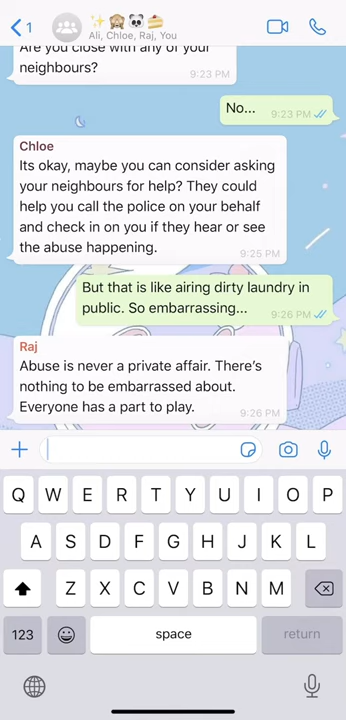 1
Ali, Chloe, Raj, You
Are you close with any of your
neighbours?
9:23 PM
No...
9:23 PM
Chloe
Its okay, maybe you can consider asking
your neighbours for help? They could
help you call the police on your behalf
and check in on you if they hear or see
the abuse happening.
9:25 PM
But that is like airing dirty laundry in
public. So embarrassing...
9:26 PM
Raj
Abuse is never a private affair. There's
nothing to be embarrassed about.
Everyone has a part to play.
9:26 PM
Q W E R T Y U I O P
A S D F G H J K L
Z X C V B N M
123 space return